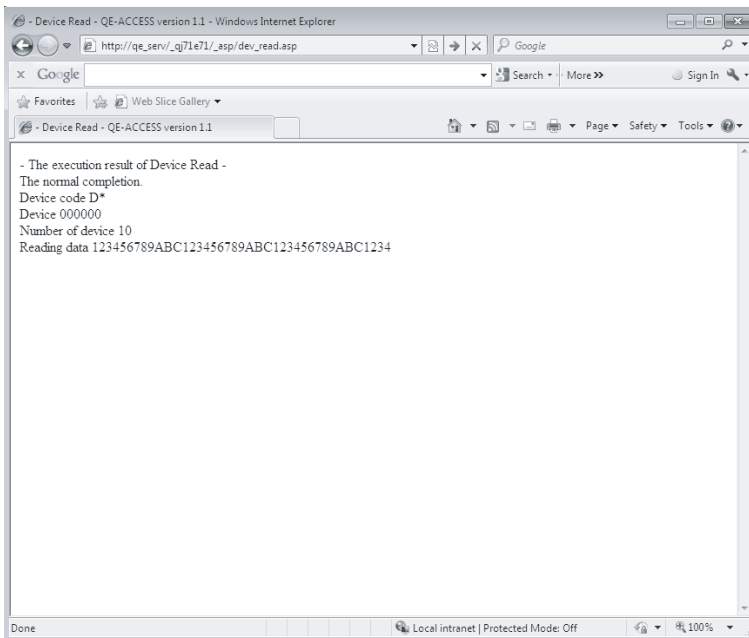 - Device Read - QE-ACCESS version 1.1 - Windows Internet Explorer
http://qe_serv/_qj71e71/_asp/dev_read.asp
Google
x Google
Search
More »
Sign In
Favorites
Web Slice Gallery
- Device Read - QE-ACCESS version 1.1
Page
Safety
Tools
- The execution result of Device Read -
The normal completion.
Device code D*
Device 000000
Number of device 10
Reading data 123456789ABC123456789ABC123456789ABC1234
Done
Local intranet | Protected Mode: Off
100%